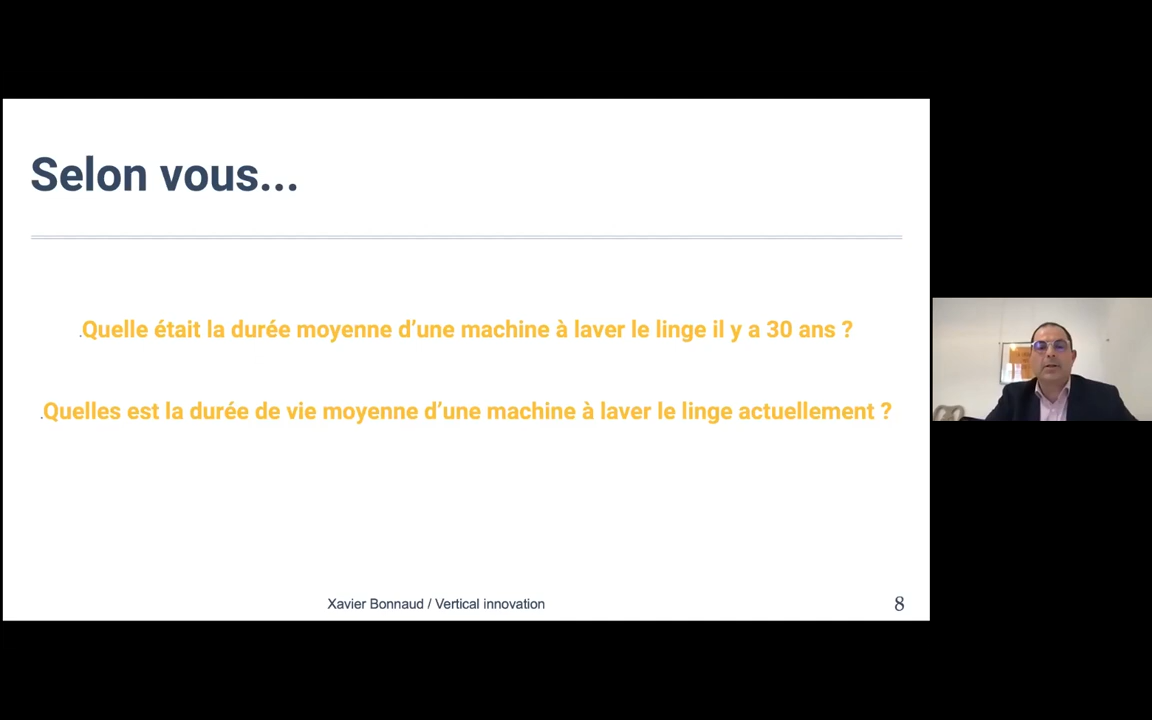 Selon vous...
.Quelle était la durée moyenne d’une machine à laver le linge il y a 30 ans ?
.Quelles est la durée de vie moyenne d’une machine à laver le linge actuellement ?
Xavier Bonnaud / Vertical innovation
8